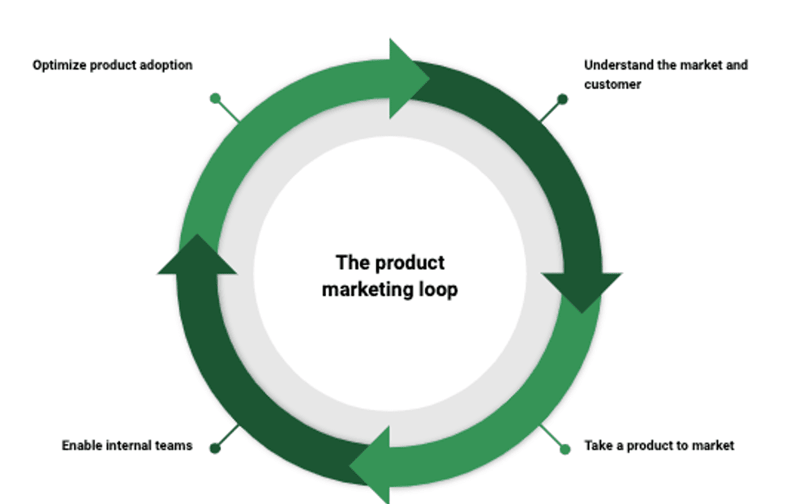 Optimize product adoption
Understand the market and
customer
The product
marketing loop
Enable internal teams
Take a product to market